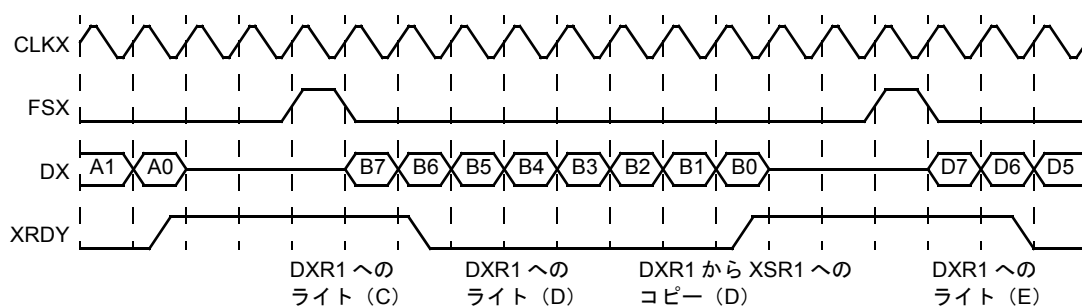 CLKX
FSX
DX A1 A0 B7 B6 B5 B4 B3 B2 B1 B0 D7 D6 D5
XRDY
DXR1 への DXR1 への DXR1 から XSR1 への DXR1 への
ライト（C） ライト（D） コピー（D） ライト（E）